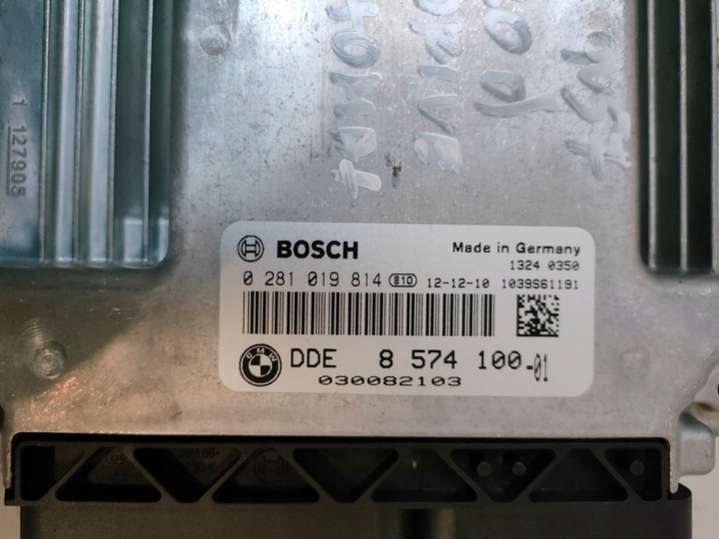 1 127905
BOSCH
Made in Germany
1324 0350
0 281 019 814 810 12-12-10 1039S61191
BMW
DDE 8 574 100-01
030082103